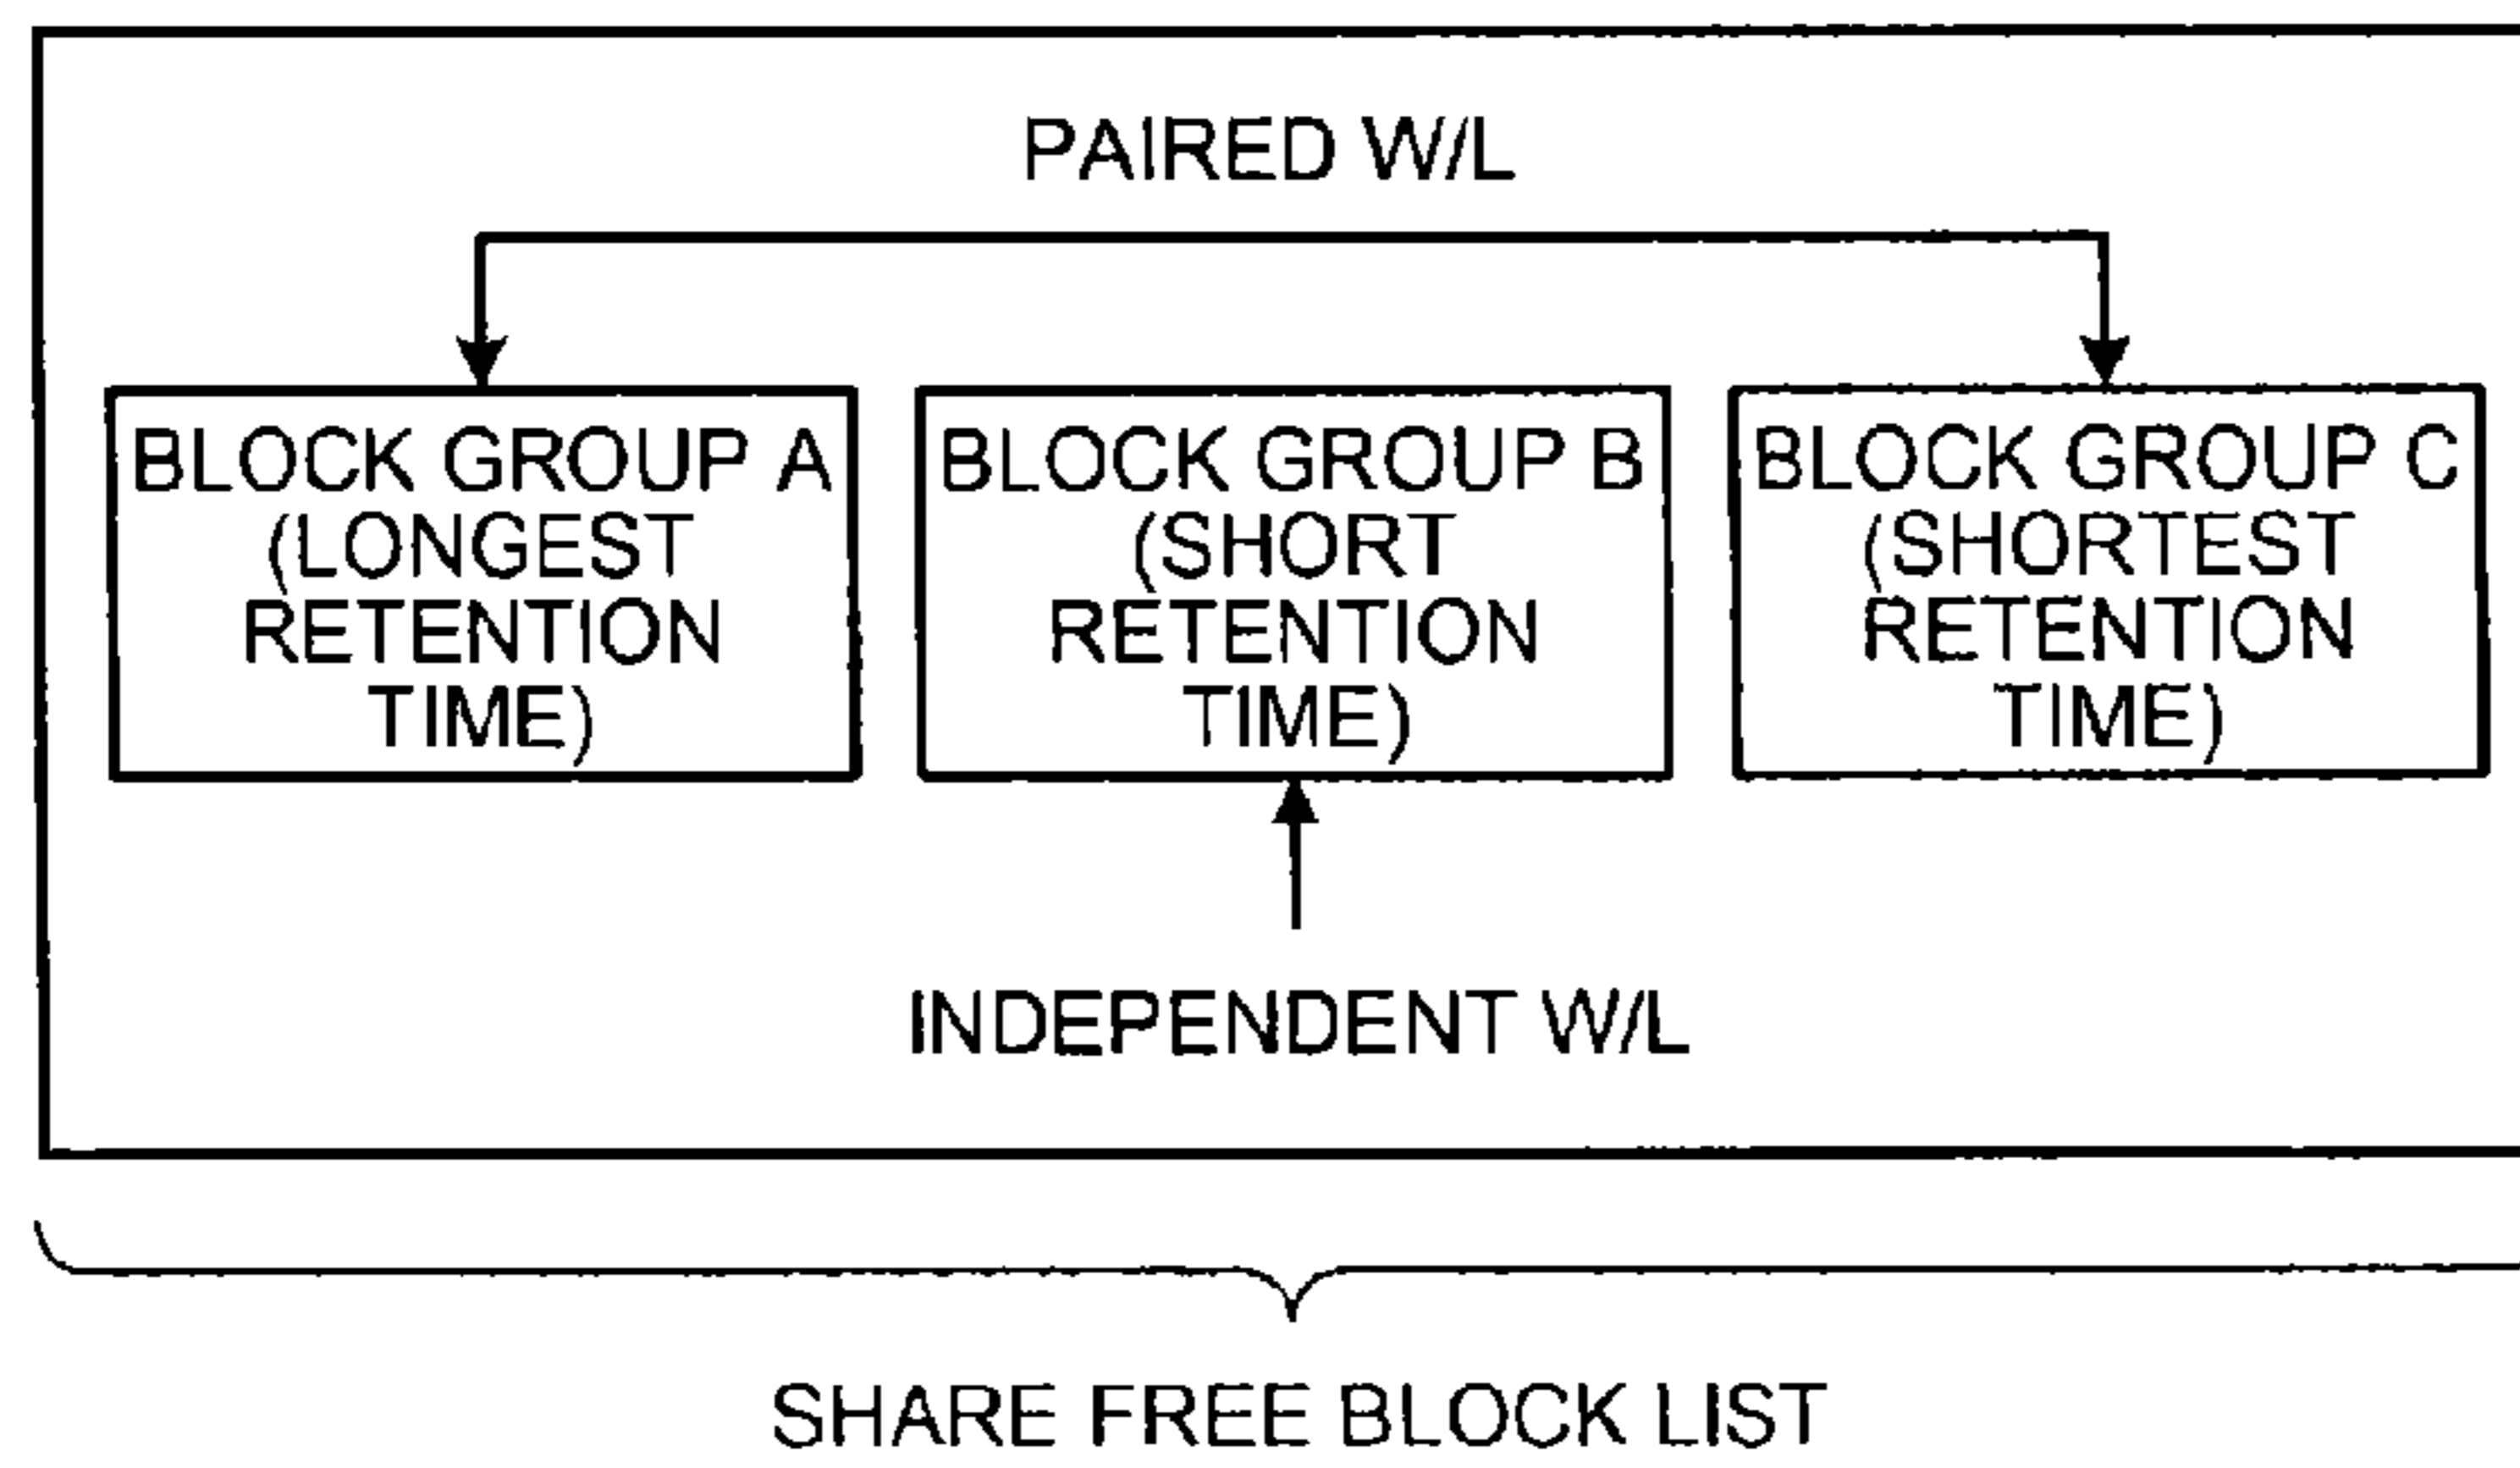 PAIRED W/L
BLOCK GROUP A
(LONGEST
RETENTION
TIME)
BLOCK GROUP B
(SHORT
RETENTION
TIME)
BLOCK GROUP C
(SHORTEST
RETENTION
TIME)
INDEPENDENT W/L
SHARE FREE BLOCK LIST